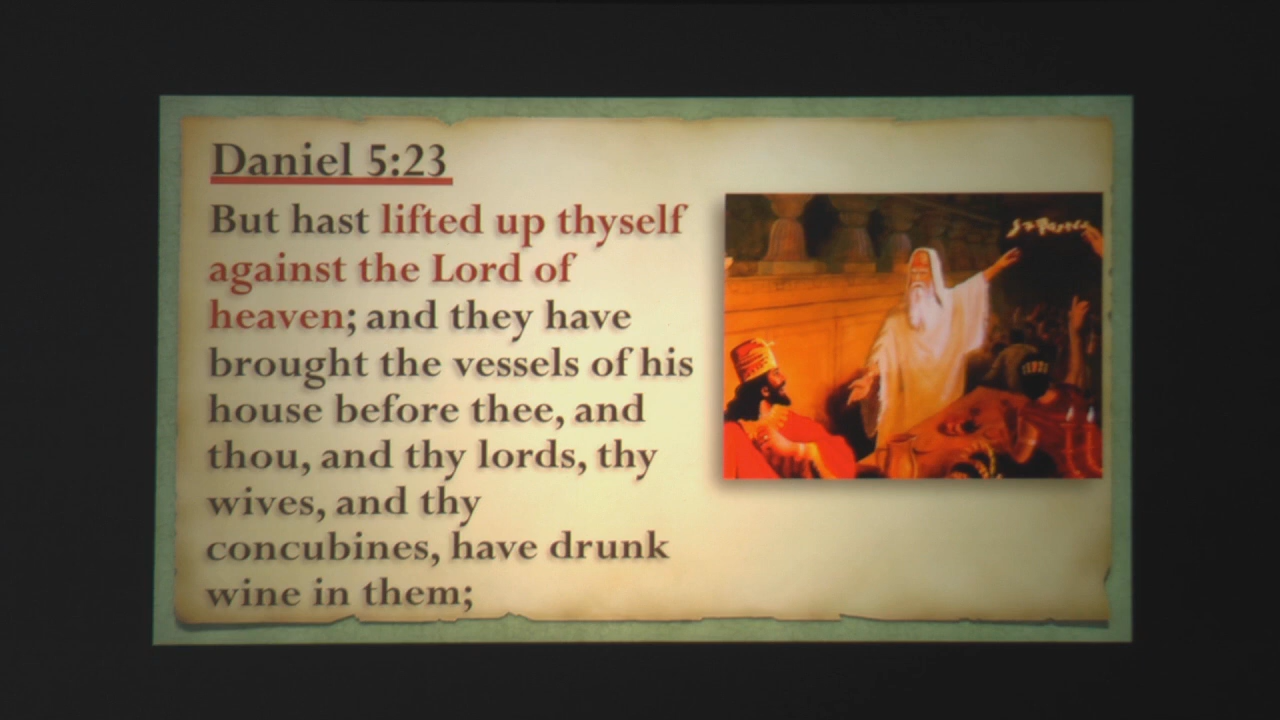 Daniel 5:23
But hast lifted up thyself
against the Lord of
heaven; and they have
brought the vessels of his
house before thee, and
thou, and thy lords, thy
wives, and thy
concubines, have drunk
wine in them;